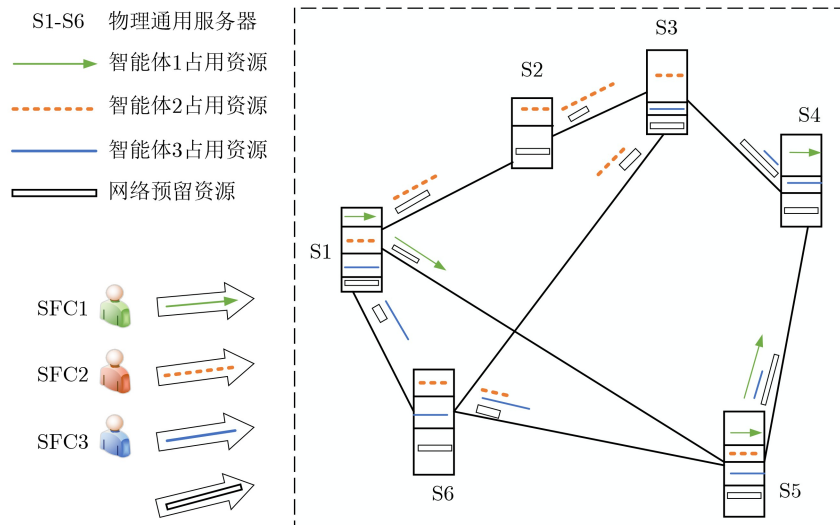 S1-S6 物理通用服务器
智能体1占用资源
智能体2占用资源
智能体3占用资源
网络预留资源
SFC1
SFC2
SFC3
S1
S2
S3
S4
S5
S6